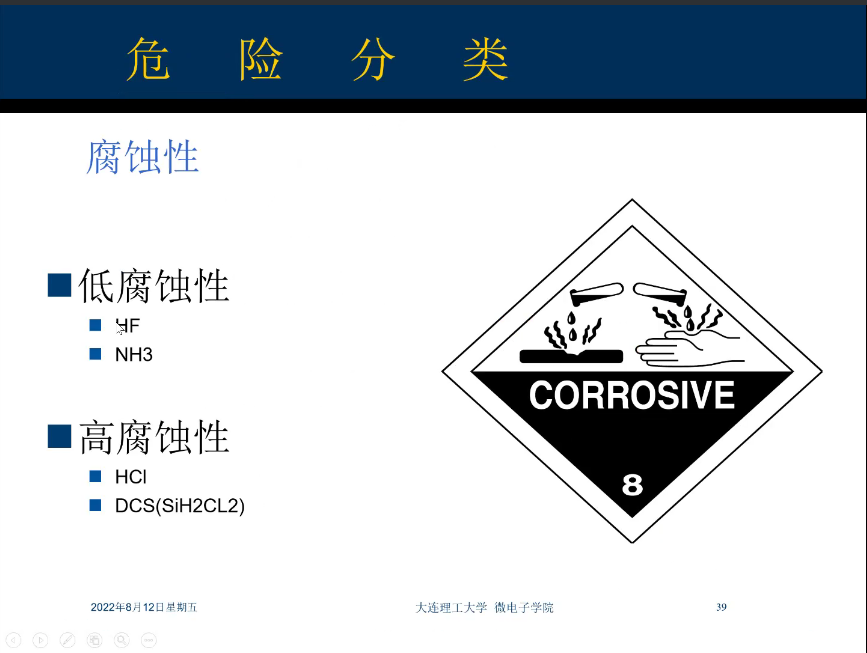 危 险 分 类
腐蚀性
低腐蚀性
HF
NH3
高腐蚀性
HCl
DCS(SiH2CL2)
CORROSIVE
8
2022年8月12日星期五
大连理工大学 微电子学院
39